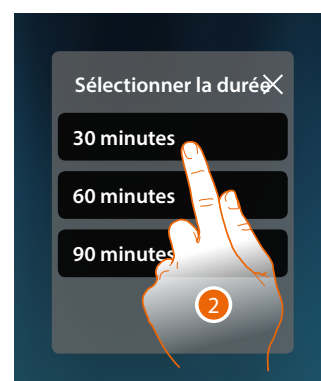 Sélectionner la durée
30 minutes
60 minutes
90 minutes
2